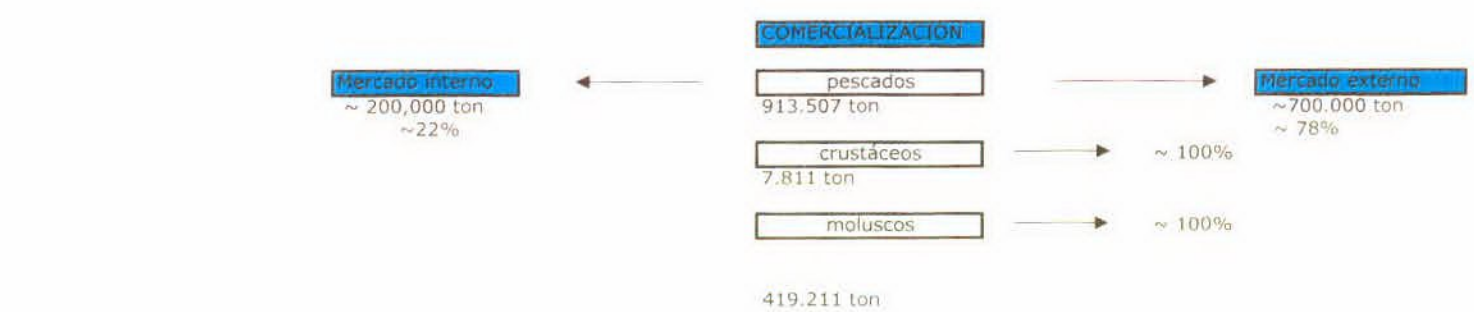 COMERCIALIZACIÓN
Mercado interno
pescados
Mercado externo
~ 200,000 ton
913.507 ton
~700.000 ton
~22%
~ 78%
crustáceos
~ 100%
7.811 ton
moluscos
~ 100%
419.211 ton